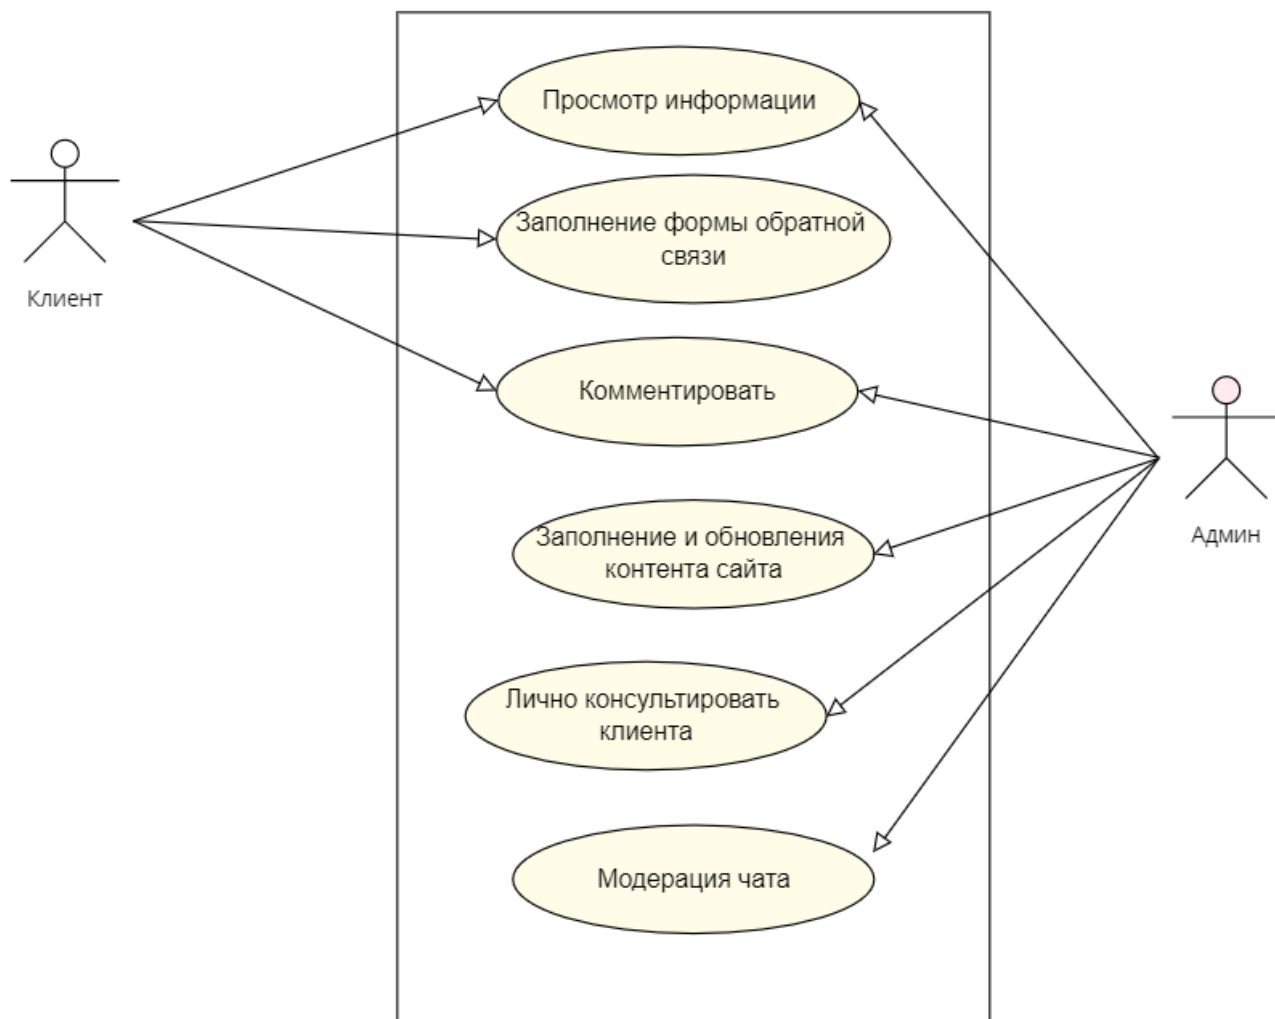 Просмотр информации
Заполнение формы обратной
связи
Клиент
Комментировать
Заполнение и обновления
контента сайта
Админ
Лично консультировать
клиента
Модерация чата